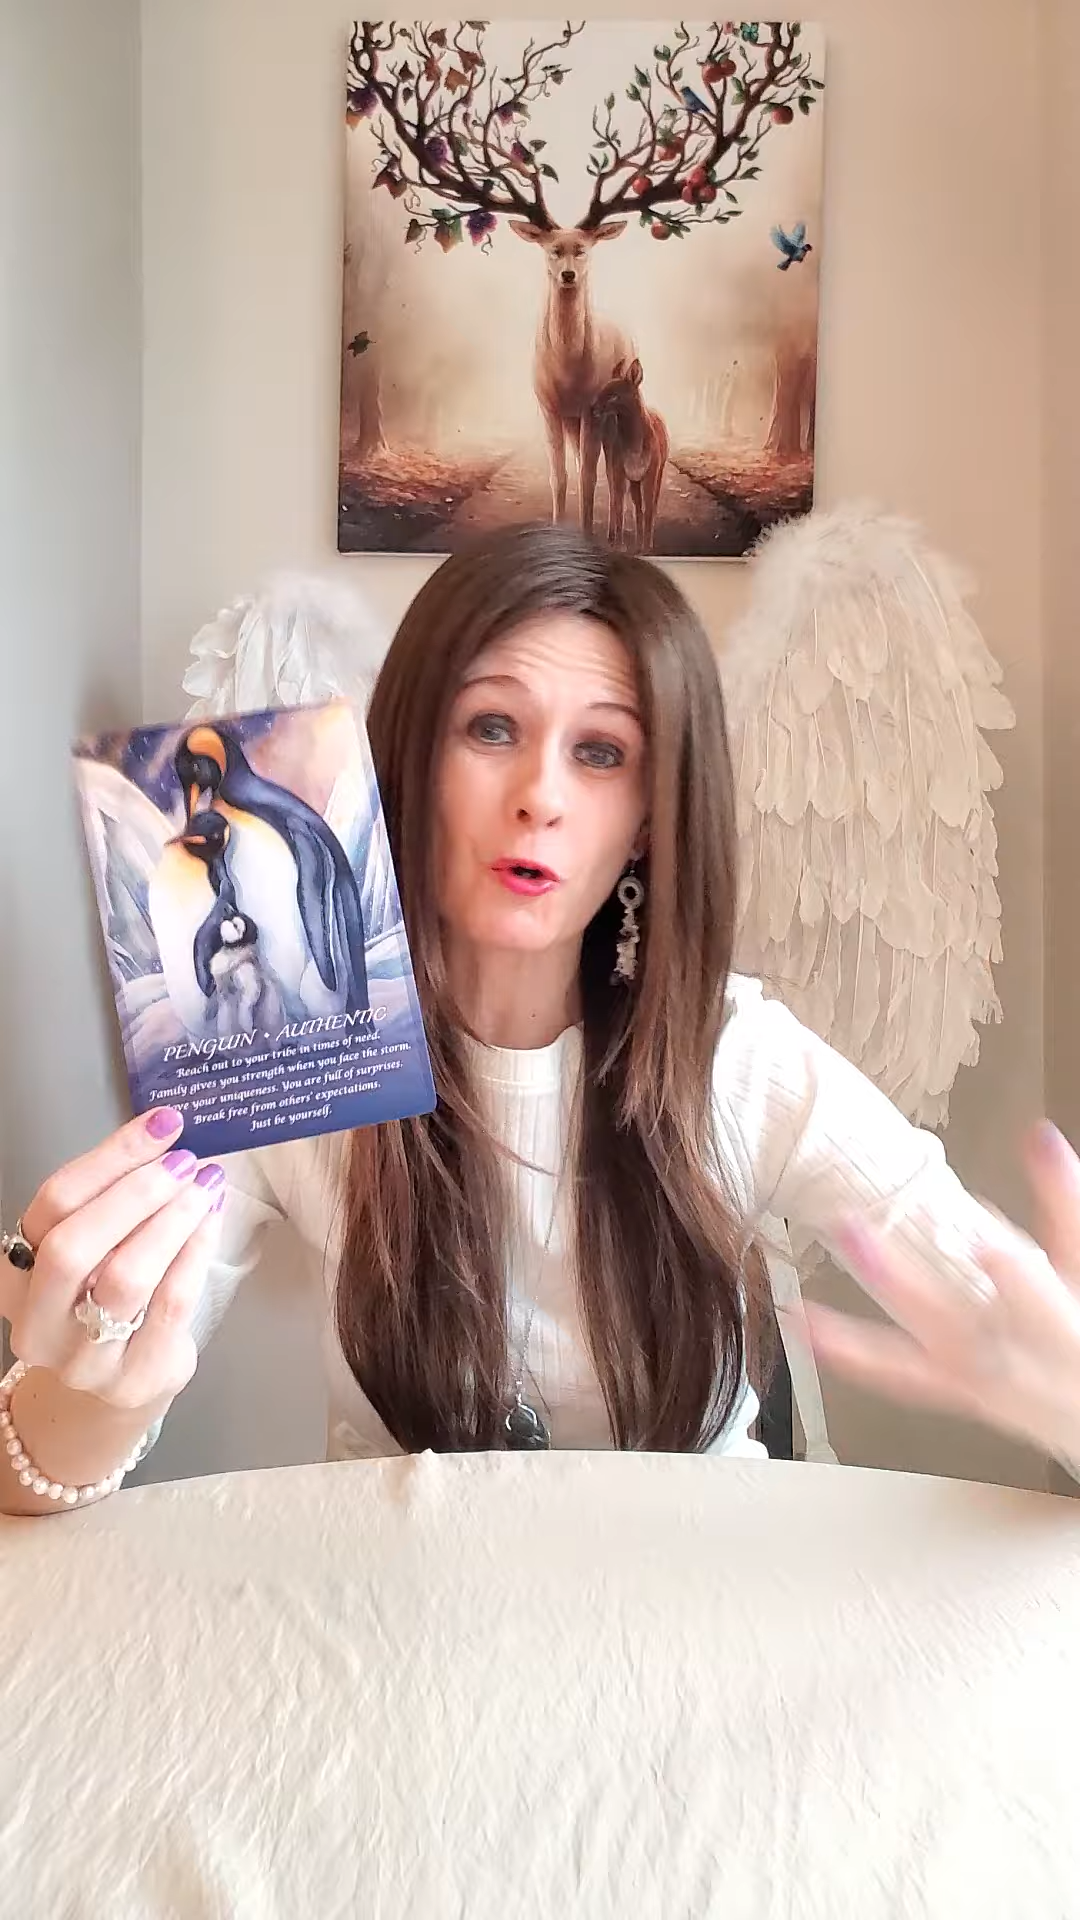 PENGUIN • AUTHENTIC
Reach out to your tribe in times of need.
Family gives you strength when you face the storm.
your uniqueness. You are full of surprises.
Break free from others' expectations.
Just be yourself.